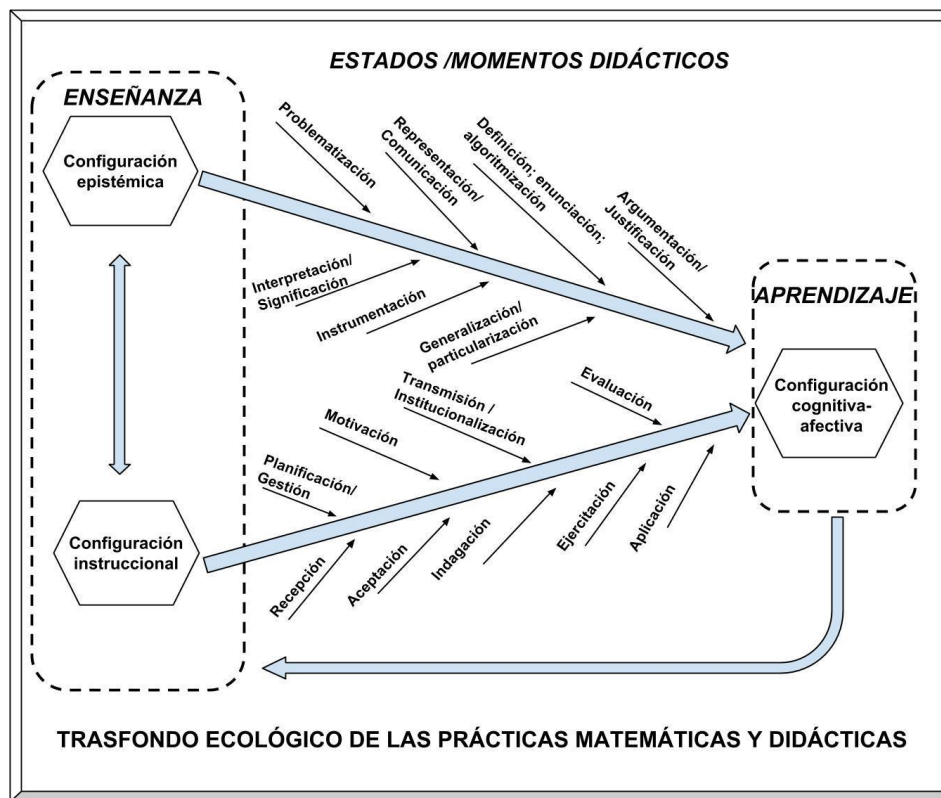 ESTADOS /MOMENTOS DIDÁCTICOS
ENSEÑANZA
Configuración
epistémica
Problematización
Representación/
Comunicación
Definición; enunciación;
algoritmización
Argumentación/
Justificación
Interpretación/
Significación
Instrumentación
Generalización/
particularización
APRENDIZAJE
Configuración
cognitiva-
afectiva
Planificación/
Gestión
Motivación
Transmisión /
Institucionalización
Evaluación
Configuración
instruccional
Recepción
Aceptación
Indagación
Ejercitación
Aplicación
TRASFONDO ECOLÓGICO DE LAS PRÁCTICAS MATEMÁTICAS Y DIDÁCTICAS